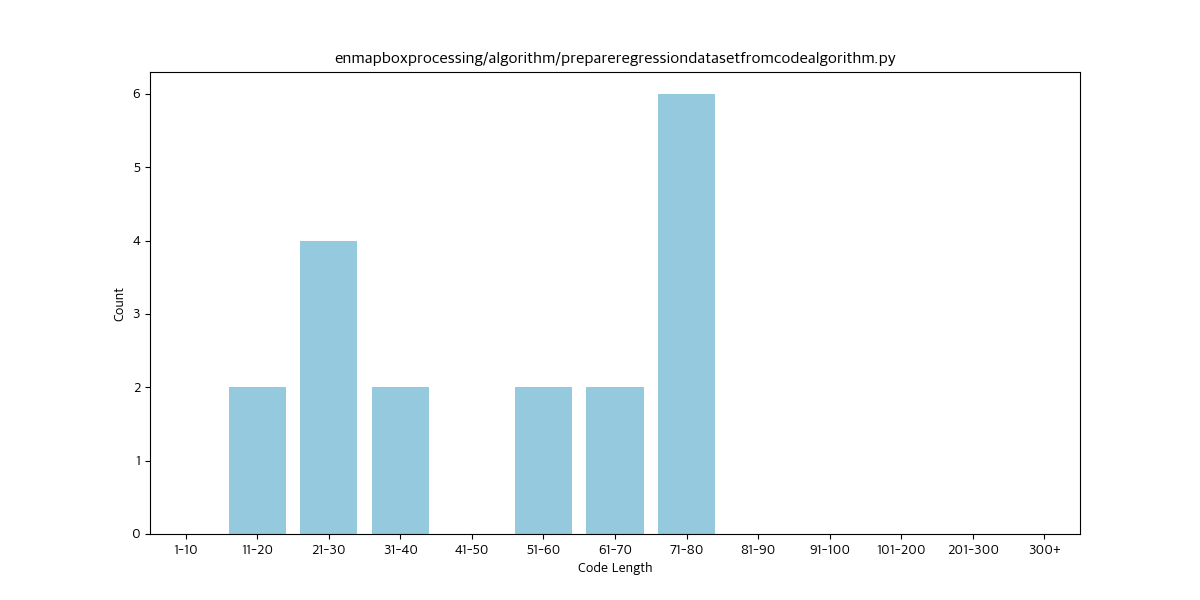 enmapboxprocessing/algorithm/prepareregressiondatasetfromcodealgorithm.py
6
5
4
3
2
1
0
Count
1-10 11-20 21-30 31-40 41-50 51-60 61-70 71-80 81-90 91-100 101-200 201-300 300+
Code Length